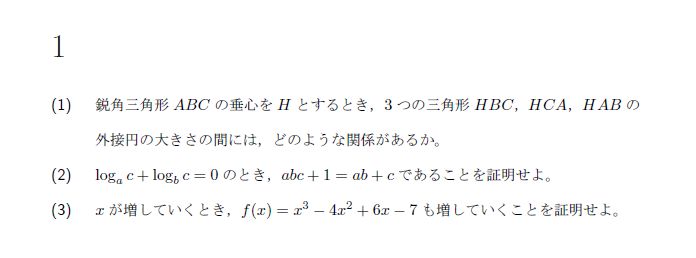 1
(1) 鋭角三角形 ABC の垂心を H とするとき，3 つの三角形 HBC，HCA，HAB の
外接円の大きさの間には，どのような関係があるか。
(2) log_a c + log_b c = 0 のとき，abc + 1 = ab + c であることを証明せよ。
(3) x が増していくとき，f(x) = x³ − 4x² + 6x − 7 も増していくことを証明せよ。